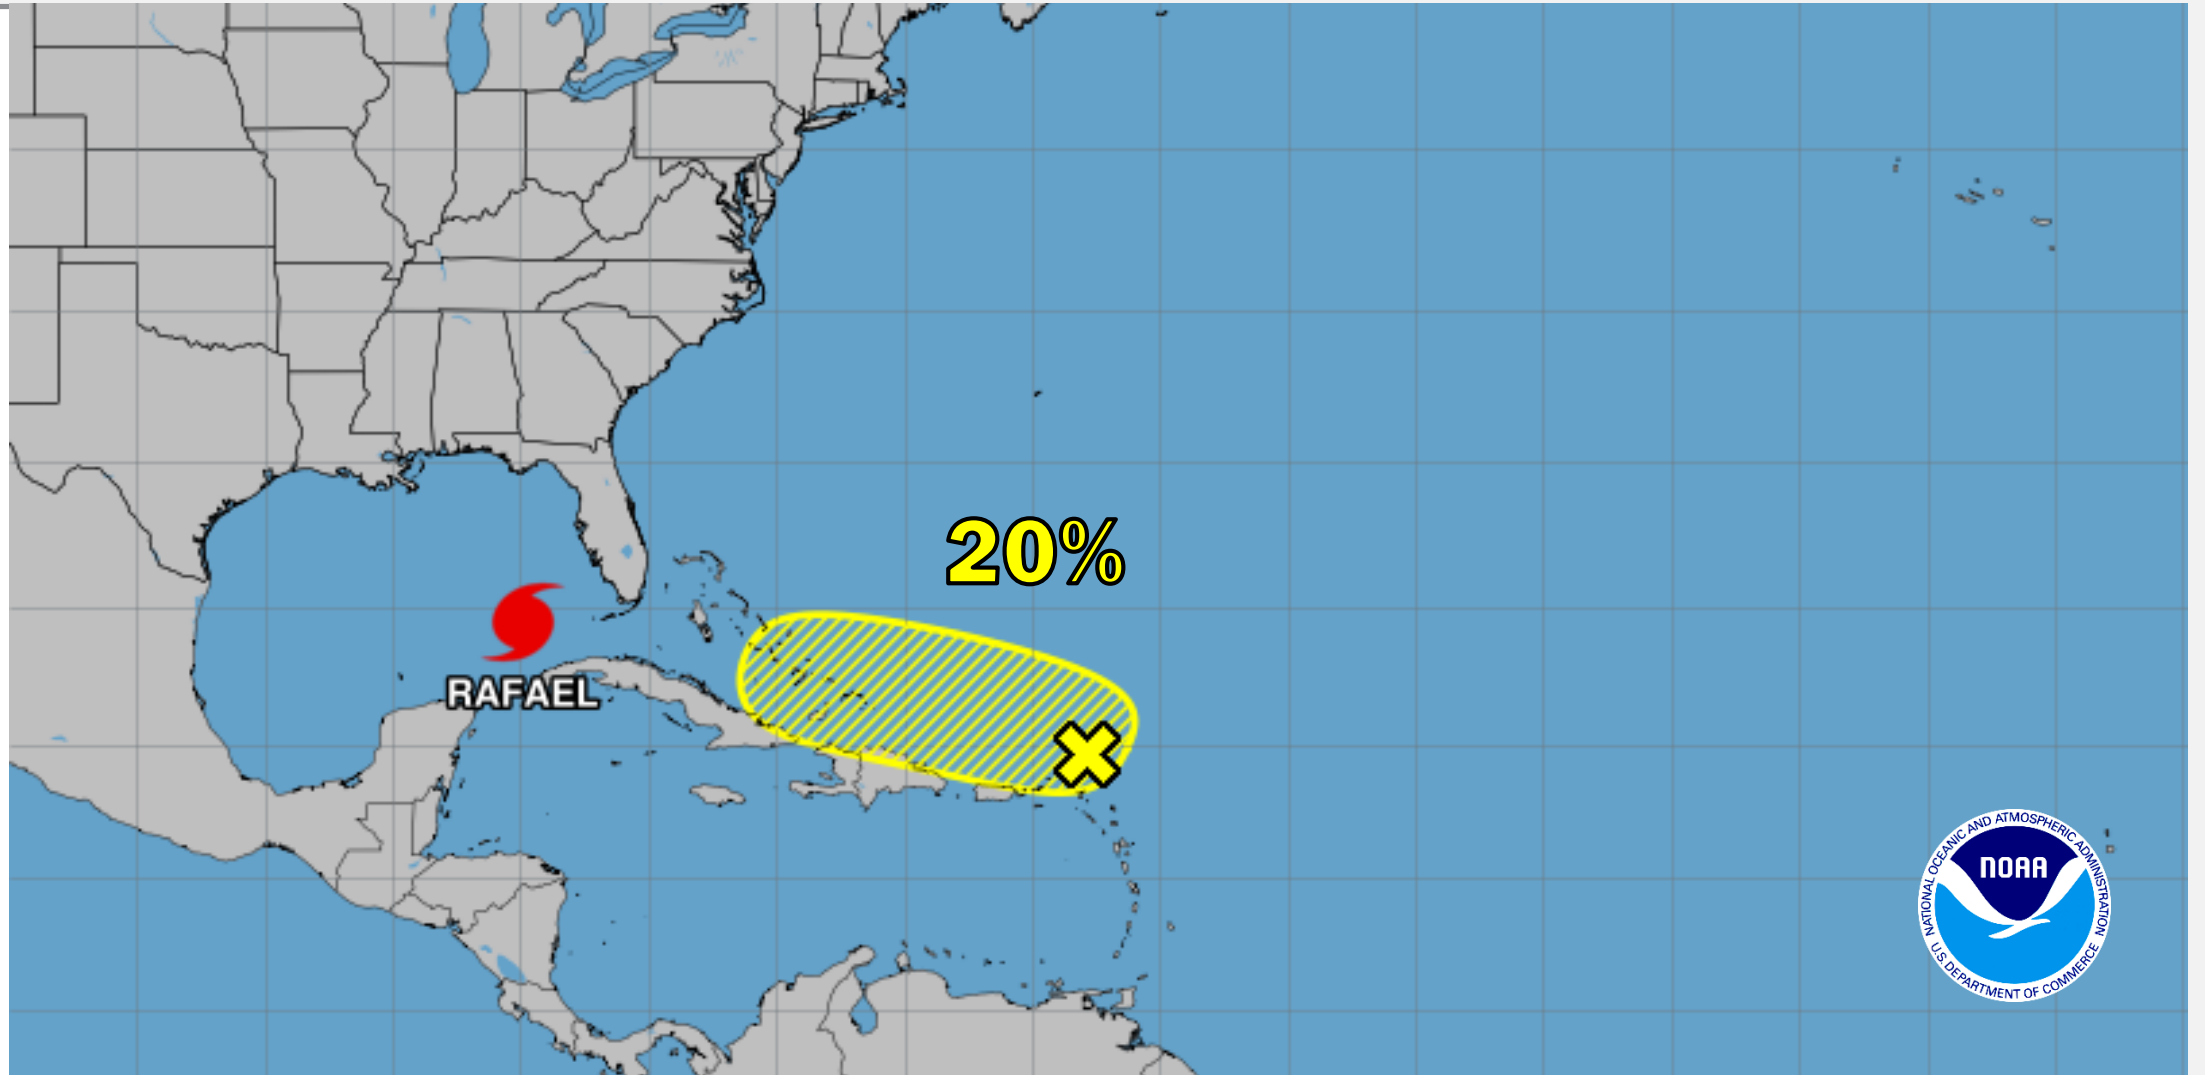 20%
RAFAEL
NATIONAL OCEANIC AND ATMOSPHERIC ADMINISTRATION
NOAA
U.S. DEPARTMENT OF COMMERCE